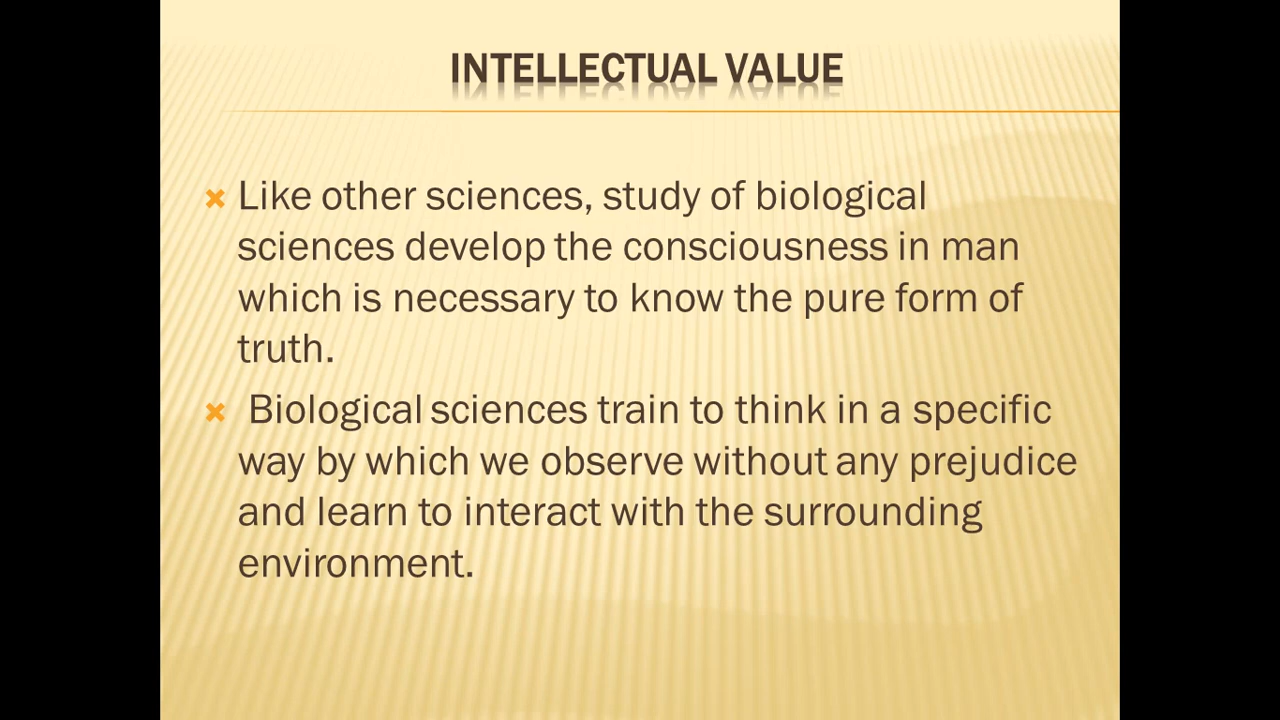 INTELLECTUAL VALUE
Like other sciences, study of biological
sciences develop the consciousness in man
which is necessary to know the pure form of
truth.
Biological sciences train to think in a specific
way by which we observe without any prejudice
and learn to interact with the surrounding
environment.